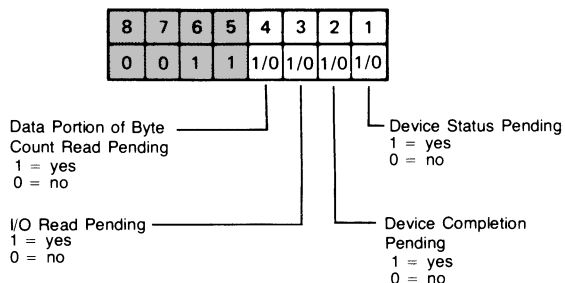 8 7 6 5 4 3 2 1
0 0 1 1 1/0 1/0 1/0 1/0
Data Portion of Byte
Count Read Pending
1 = yes
0 = no
Device Status Pending
1 = yes
0 = no
I/O Read Pending
1 = yes
0 = no
Device Completion
Pending
1 = yes
0 = no